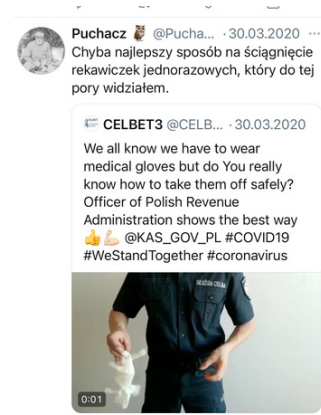 Puchacz 🦉 @Pucha... · 30.03.2020 ···
Chyba najlepszy sposób na ściągnięcie
rekawiczek jednorazowych, który do tej
pory widziałem.
CELBET3 @CELB... · 30.03.2020
We all know we have to wear
medical gloves but do You really
know how to take them off safely?
Officer of Polish Revenue
Administration shows the best way
👍💪 @KAS_GOV_PL #COVID19
#WeStandTogether #coronavirus
0:01